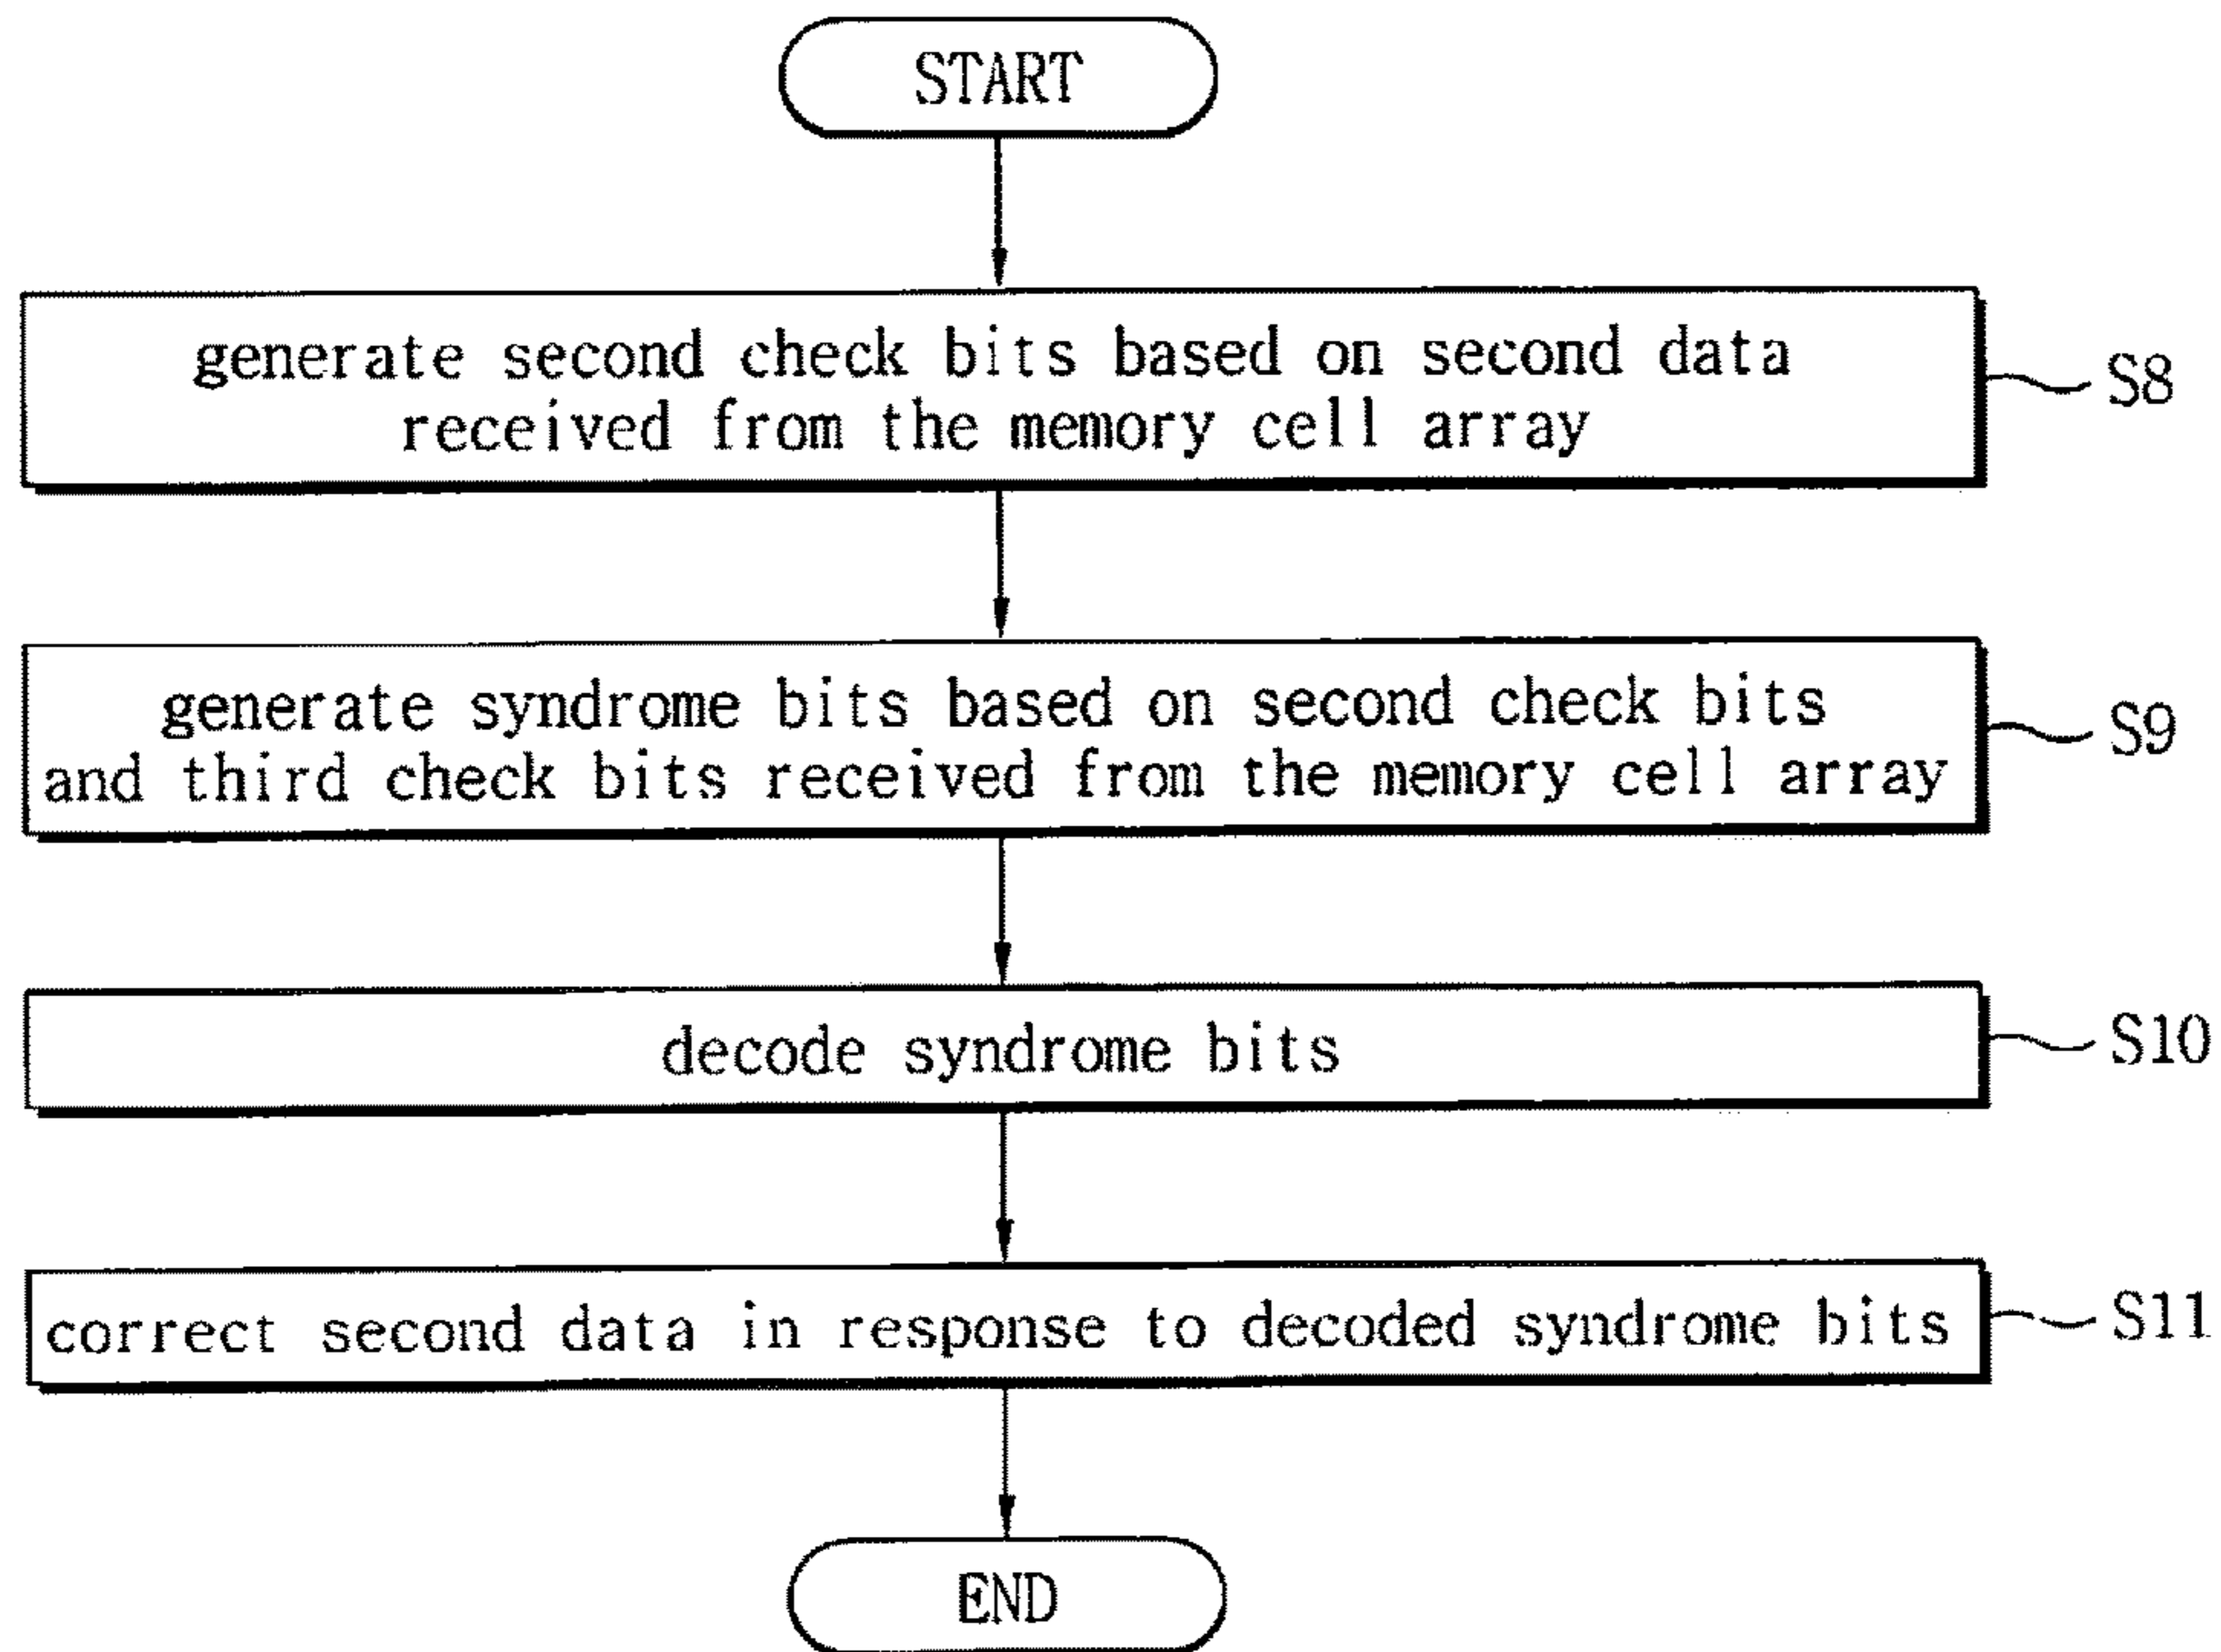 START
generate second check bits based on second data
received from the memory cell array
S8
generate syndrome bits based on second check bits
and third check bits received from the memory cell array
S9
decode syndrome bits
S10
correct second data in response to decoded syndrome bits
S11
END